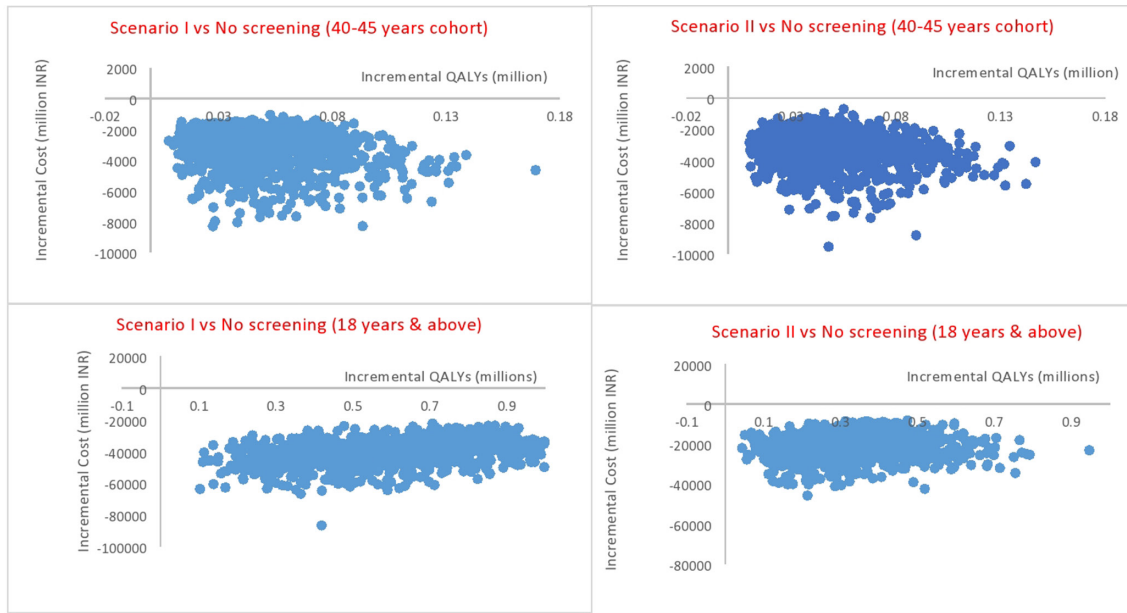 Scenario I vs No screening (40-45 years cohort)
Incremental Cost (million INR)
2000
0
-2000
-4000
-6000
-8000
-10000
Incremental QALYs (million)
-0.02 0.03 0.08 0.13 0.18
Scenario II vs No screening (40-45 years cohort)
Incremental Cost (million INR)
2000
0
-2000
-4000
-6000
-8000
-10000
Incremental QALYs (million)
-0.02 0.03 0.08 0.13 0.18
Scenario I vs No screening (18 years & above)
Incremental Cost (million INR)
20000
0
-20000
-40000
-60000
-80000
-100000
Incremental QALYs (millions)
-0.1 0.1 0.3 0.5 0.7 0.9
Scenario II vs No screening (18 years & above)
Incremental Cost (million INR)
20000
0
-20000
-40000
-60000
-80000
Incremental QALYs (millions)
-0.1 0.1 0.3 0.5 0.7 0.9